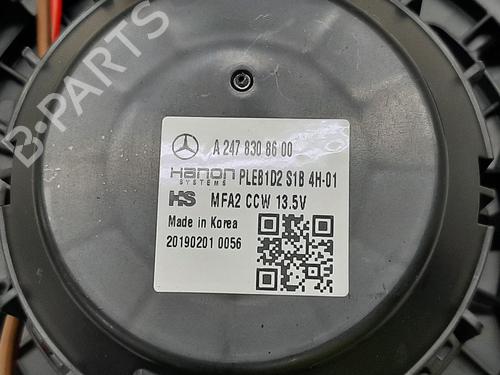 B-PARTS
A 247 830 86 00
Hanon PLEB1D2 S1B 4H-01
SYSTEMS
HS MFA2 CCW 13.5V
Made in Korea
20190201 0056